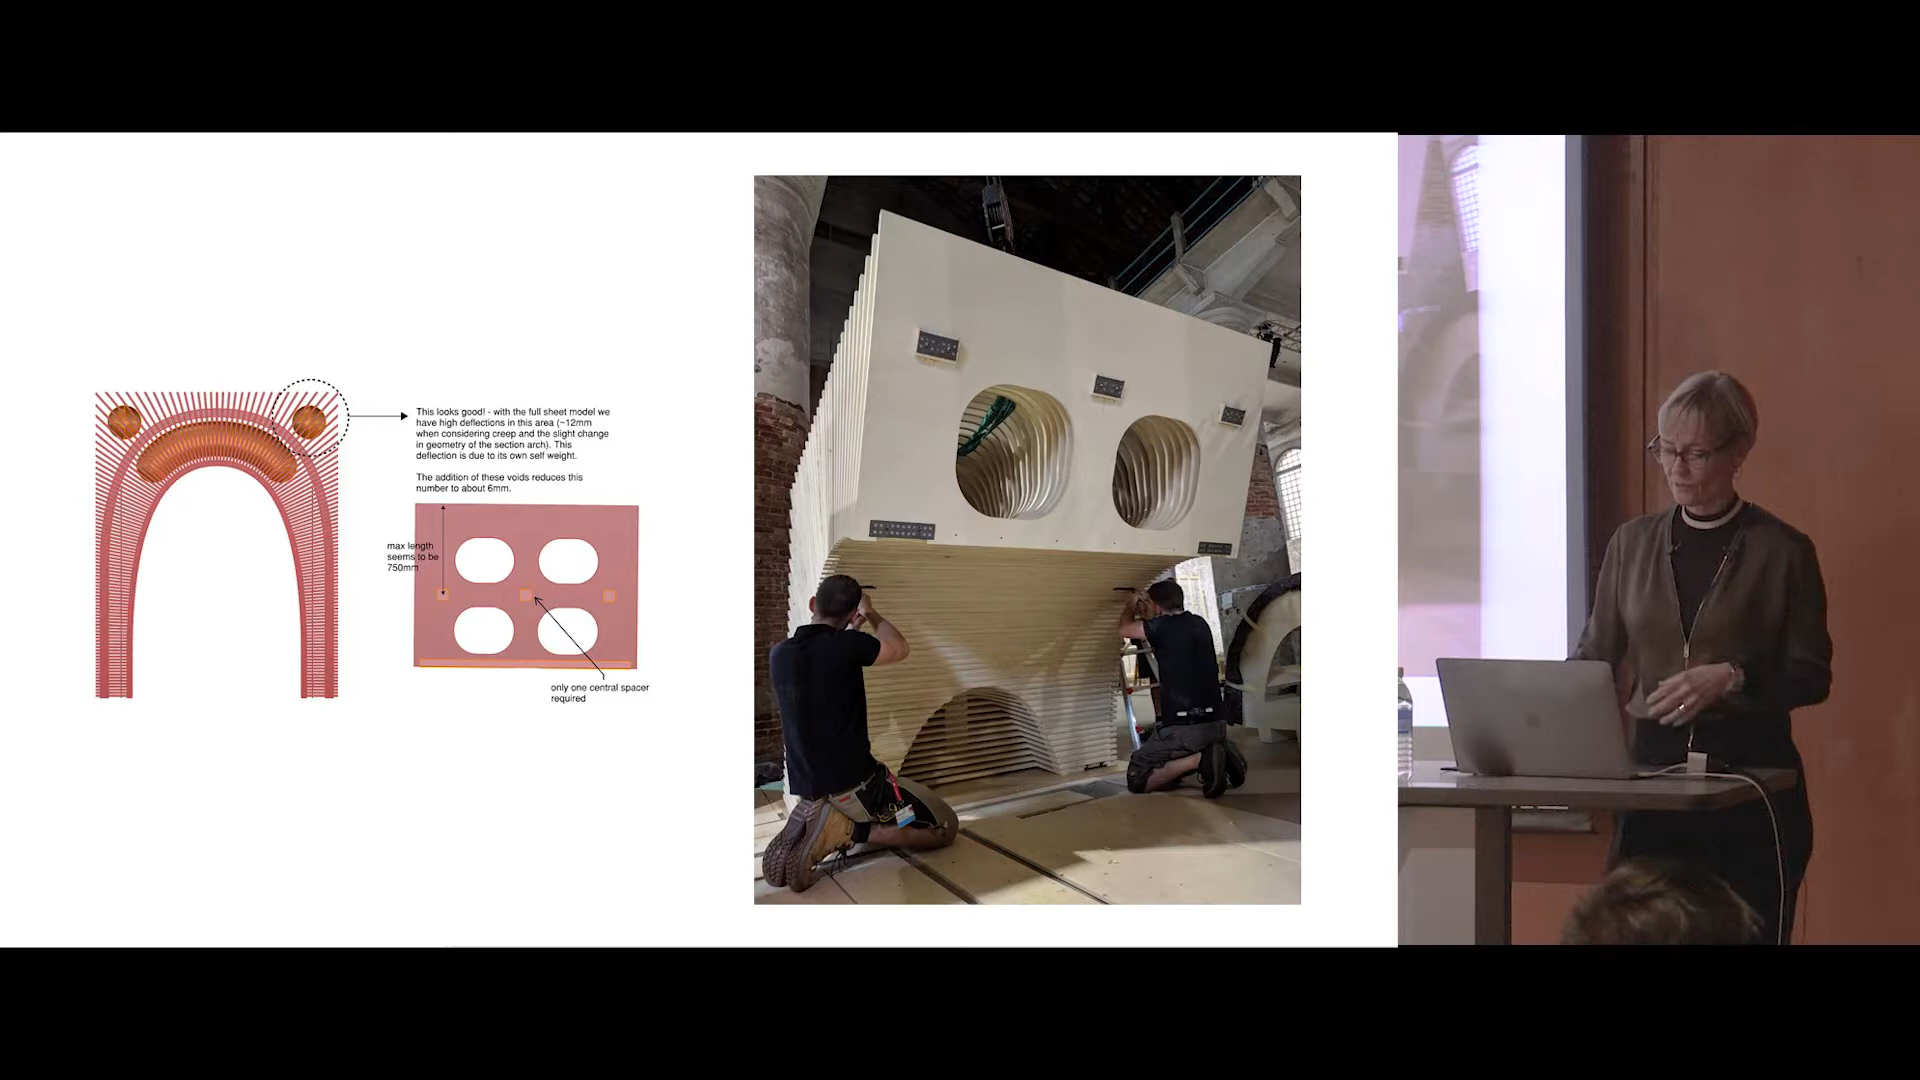 This looks good! - with the full sheet model we
have high deflections in this area (~12mm
when considering creep and the slight change
in geometry of the section arch). This
deflection is due to its own self weight.
The addition of these voids reduces this
number to about 6mm.
max length
seems to be
750mm
only one central spacer
required